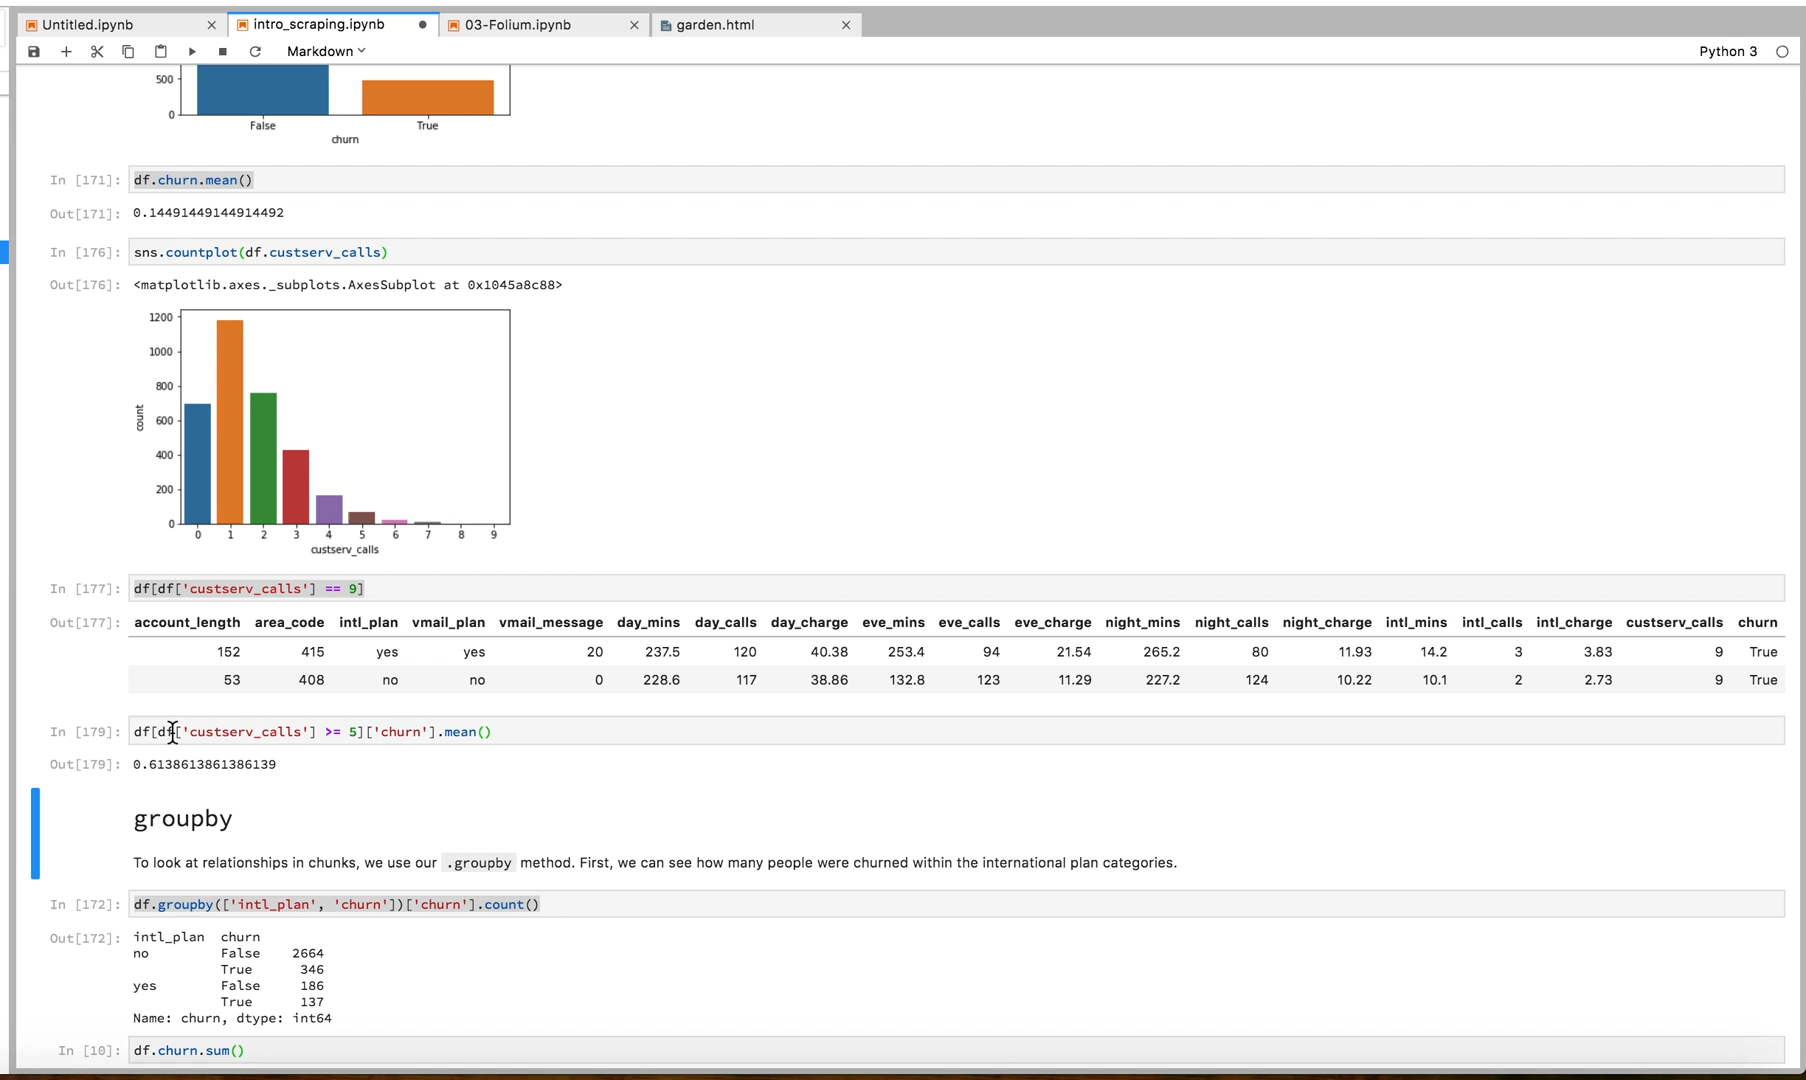 Untitled.ipynb
intro_scraping.ipynb
03-Folium.ipynb
garden.html
Markdown
Python 3
500
0
False True
churn
In [171]: df.churn.mean()
Out[171]: 0.14491449144914492
In [176]: sns.countplot(df.custserv_calls)
Out[176]: <matplotlib.axes._subplots.AxesSubplot at 0x1045a8c88>
1200
1000
800
600
400
200
0
count
0 1 2 3 4 5 6 7 8 9
custserv_calls
In [177]: df[df['custserv_calls'] == 9]
Out[177]: account_length area_code intl_plan vmail_plan vmail_message day_mins day_calls day_charge eve_mins eve_calls eve_charge night_mins night_calls night_charge intl_mins intl_calls intl_charge custserv_calls churn
152 415 yes yes 20 237.5 120 40.38 253.4 94 21.54 265.2 80 11.93 14.2 3 3.83 9 True
53 408 no no 0 228.6 117 38.86 132.8 123 11.29 227.2 124 10.22 10.1 2 2.73 9 True
In [179]: df[df['custserv_calls'] >= 5]['churn'].mean()
Out[179]: 0.6138613861386139
groupby
To look at relationships in chunks, we use our .groupby method. First, we can see how many people were churned within the international plan categories.
In [172]: df.groupby(['intl_plan', 'churn'])['churn'].count()
Out[172]: intl_plan churn
no False 2664
True 346
yes False 186
True 137
Name: churn, dtype: int64
In [10]: df.churn.sum()